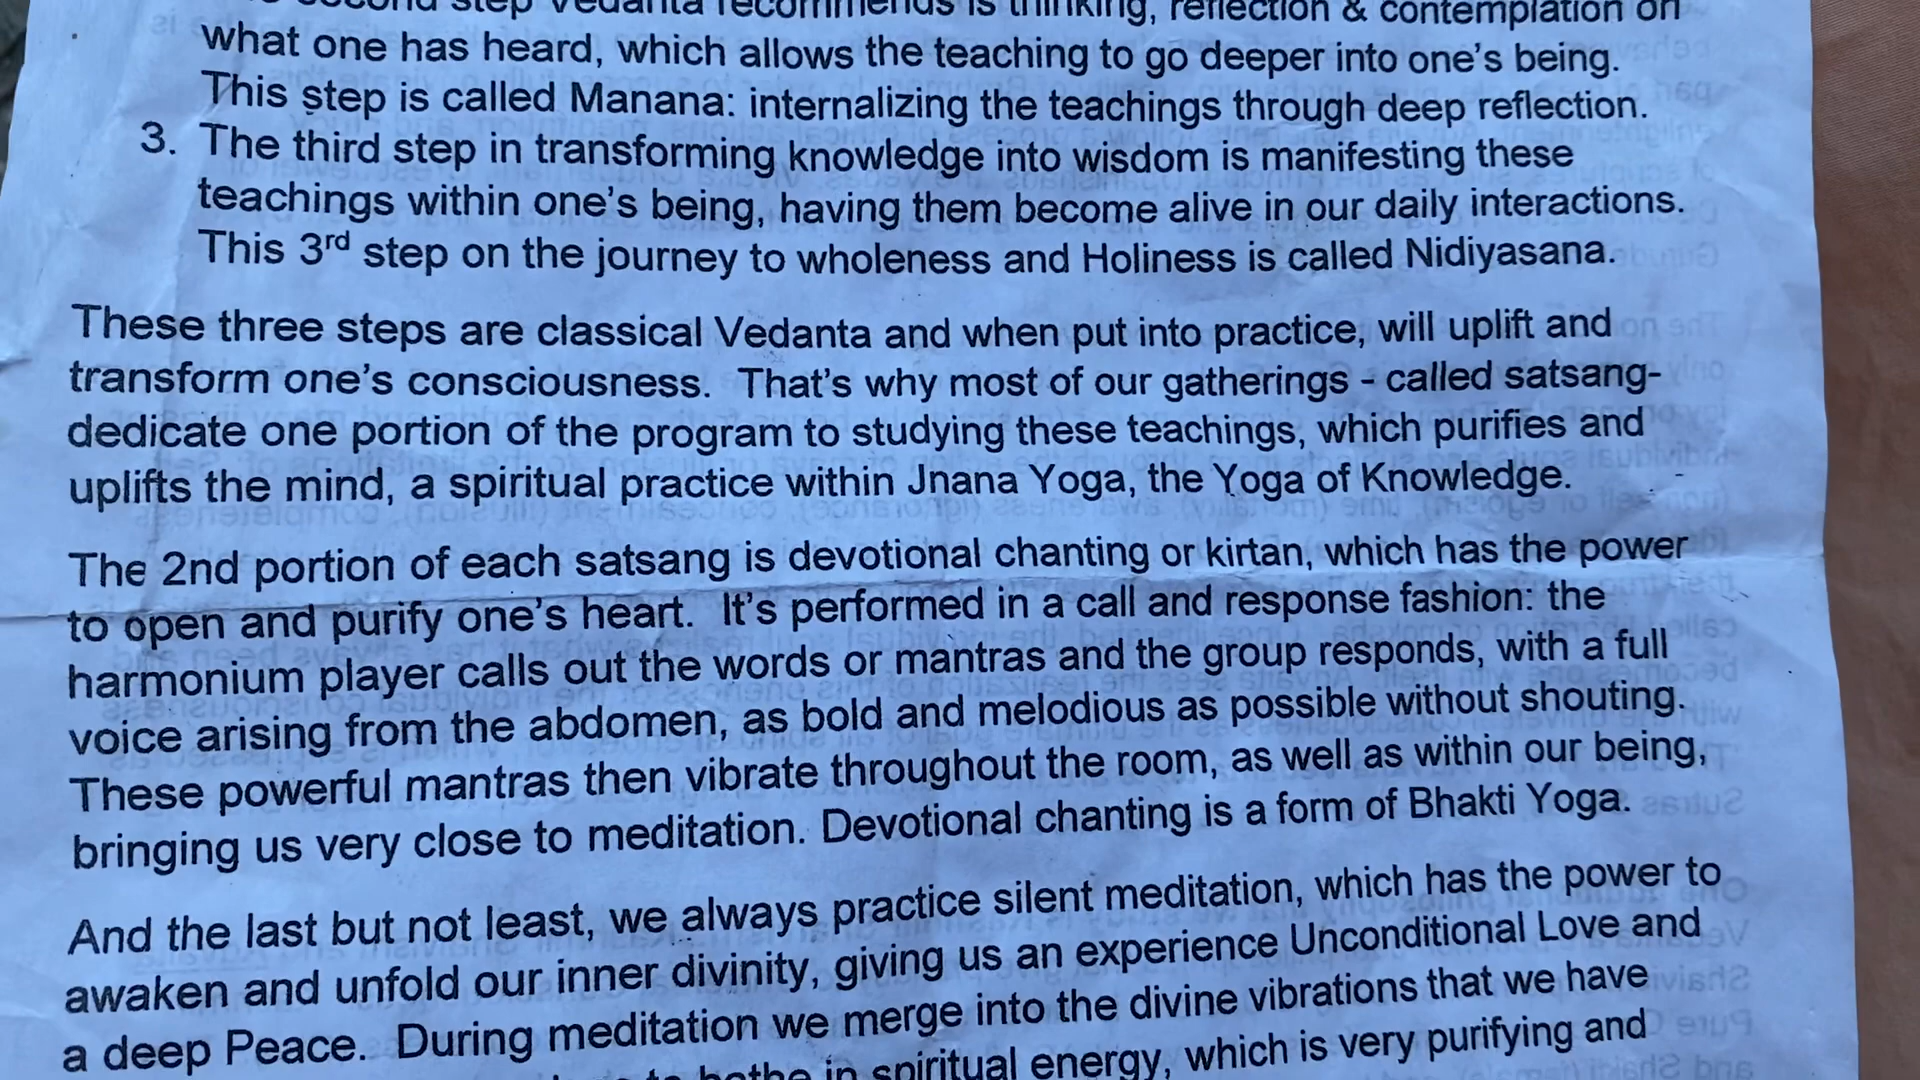 second step Vedanta recommends is thinking, reflection & contemplation on
what one has heard, which allows the teaching to go deeper into one's being.
This step is called Manana: internalizing the teachings through deep reflection.
3. The third step in transforming knowledge into wisdom is manifesting these
teachings within one's being, having them become alive in our daily interactions.
This 3rd step on the journey to wholeness and Holiness is called Nidiyasana.
These three steps are classical Vedanta and when put into practice, will uplift and
transform one's consciousness. That's why most of our gatherings - called satsang-
dedicate one portion of the program to studying these teachings, which purifies and
uplifts the mind, a spiritual practice within Jnana Yoga, the Yoga of Knowledge.
The 2nd portion of each satsang is devotional chanting or kirtan, which has the power
to open and purify one's heart. It's performed in a call and response fashion: the
harmonium player calls out the words or mantras and the group responds, with a full
voice arising from the abdomen, as bold and melodious as possible without shouting.
These powerful mantras then vibrate throughout the room, as well as within our being,
bringing us very close to meditation. Devotional chanting is a form of Bhakti Yoga.
And the last but not least, we always practice silent meditation, which has the power to
awaken and unfold our inner divinity, giving us an experience Unconditional Love and
a deep Peace. During meditation we merge into the divine vibrations that we have
to bathe in spiritual energy, which is very purifying and